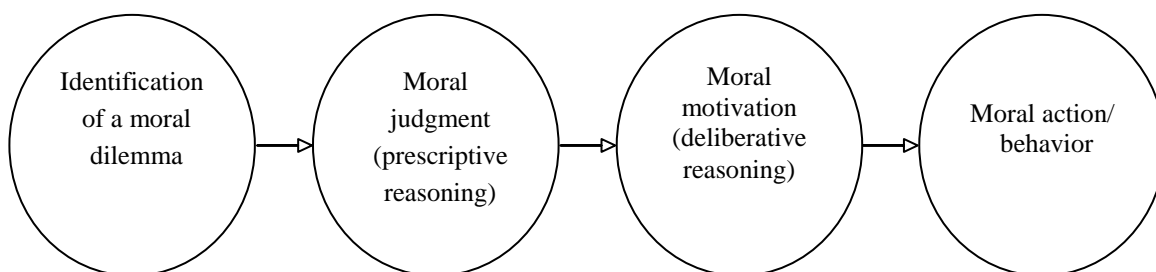 Identification
of a moral
dilemma
Moral
judgment
(prescriptive
reasoning)
Moral
motivation
(deliberative
reasoning)
Moral action/
behavior